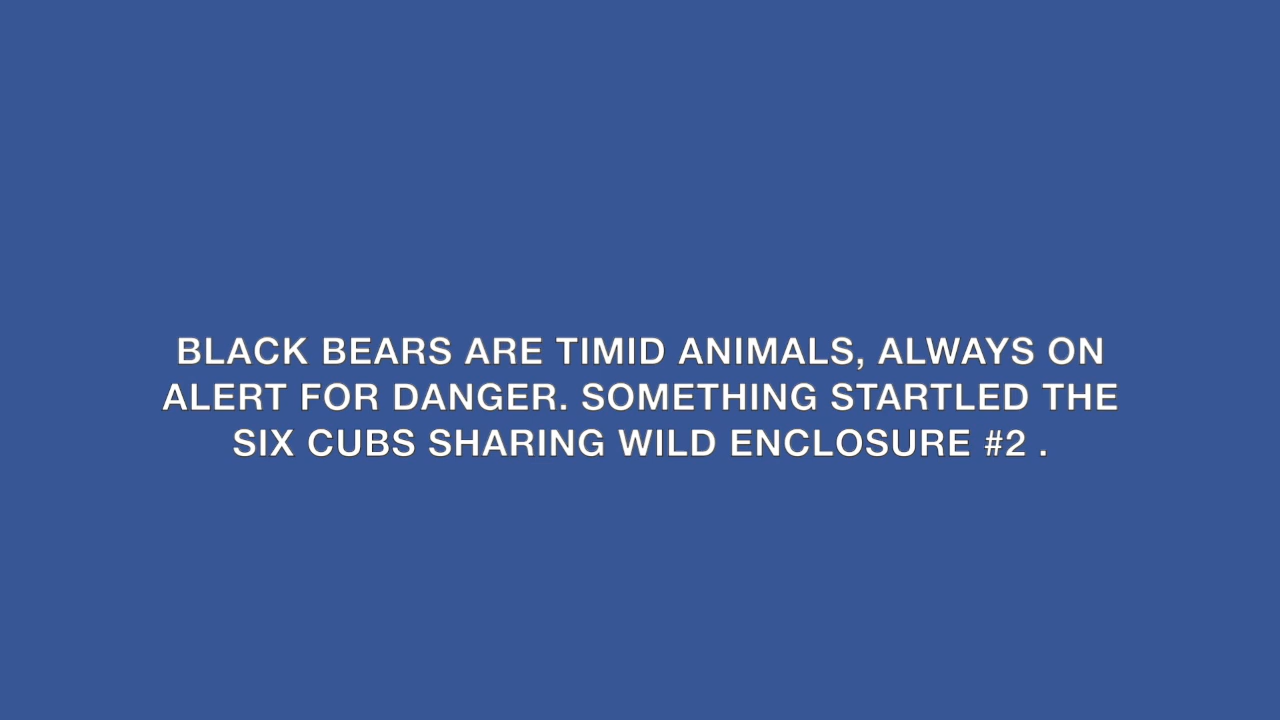 BLACK BEARS ARE TIMID ANIMALS, ALWAYS ON
ALERT FOR DANGER. SOMETHING STARTLED THE
SIX CUBS SHARING WILD ENCLOSURE #2 .